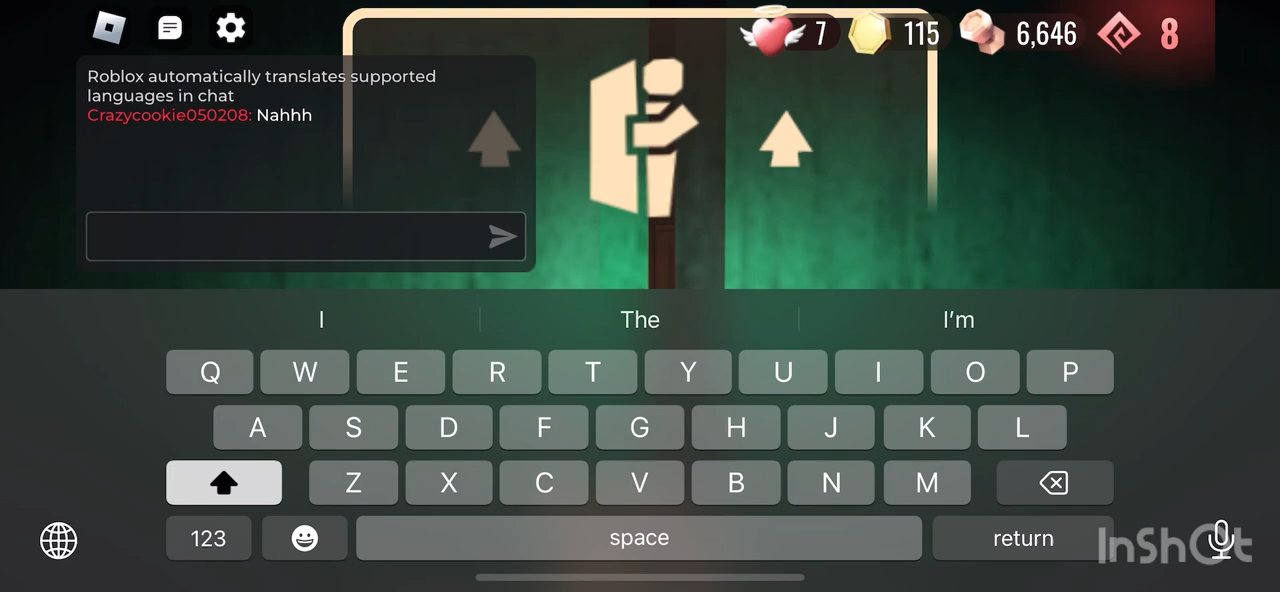 7 115 6,646 8
Roblox automatically translates supported
languages in chat
Crazycookie050208: Nahhh
I The I'm
Q W E R T Y U I O P
A S D F G H J K L
Z X C V B N M
123 space return
InShOt